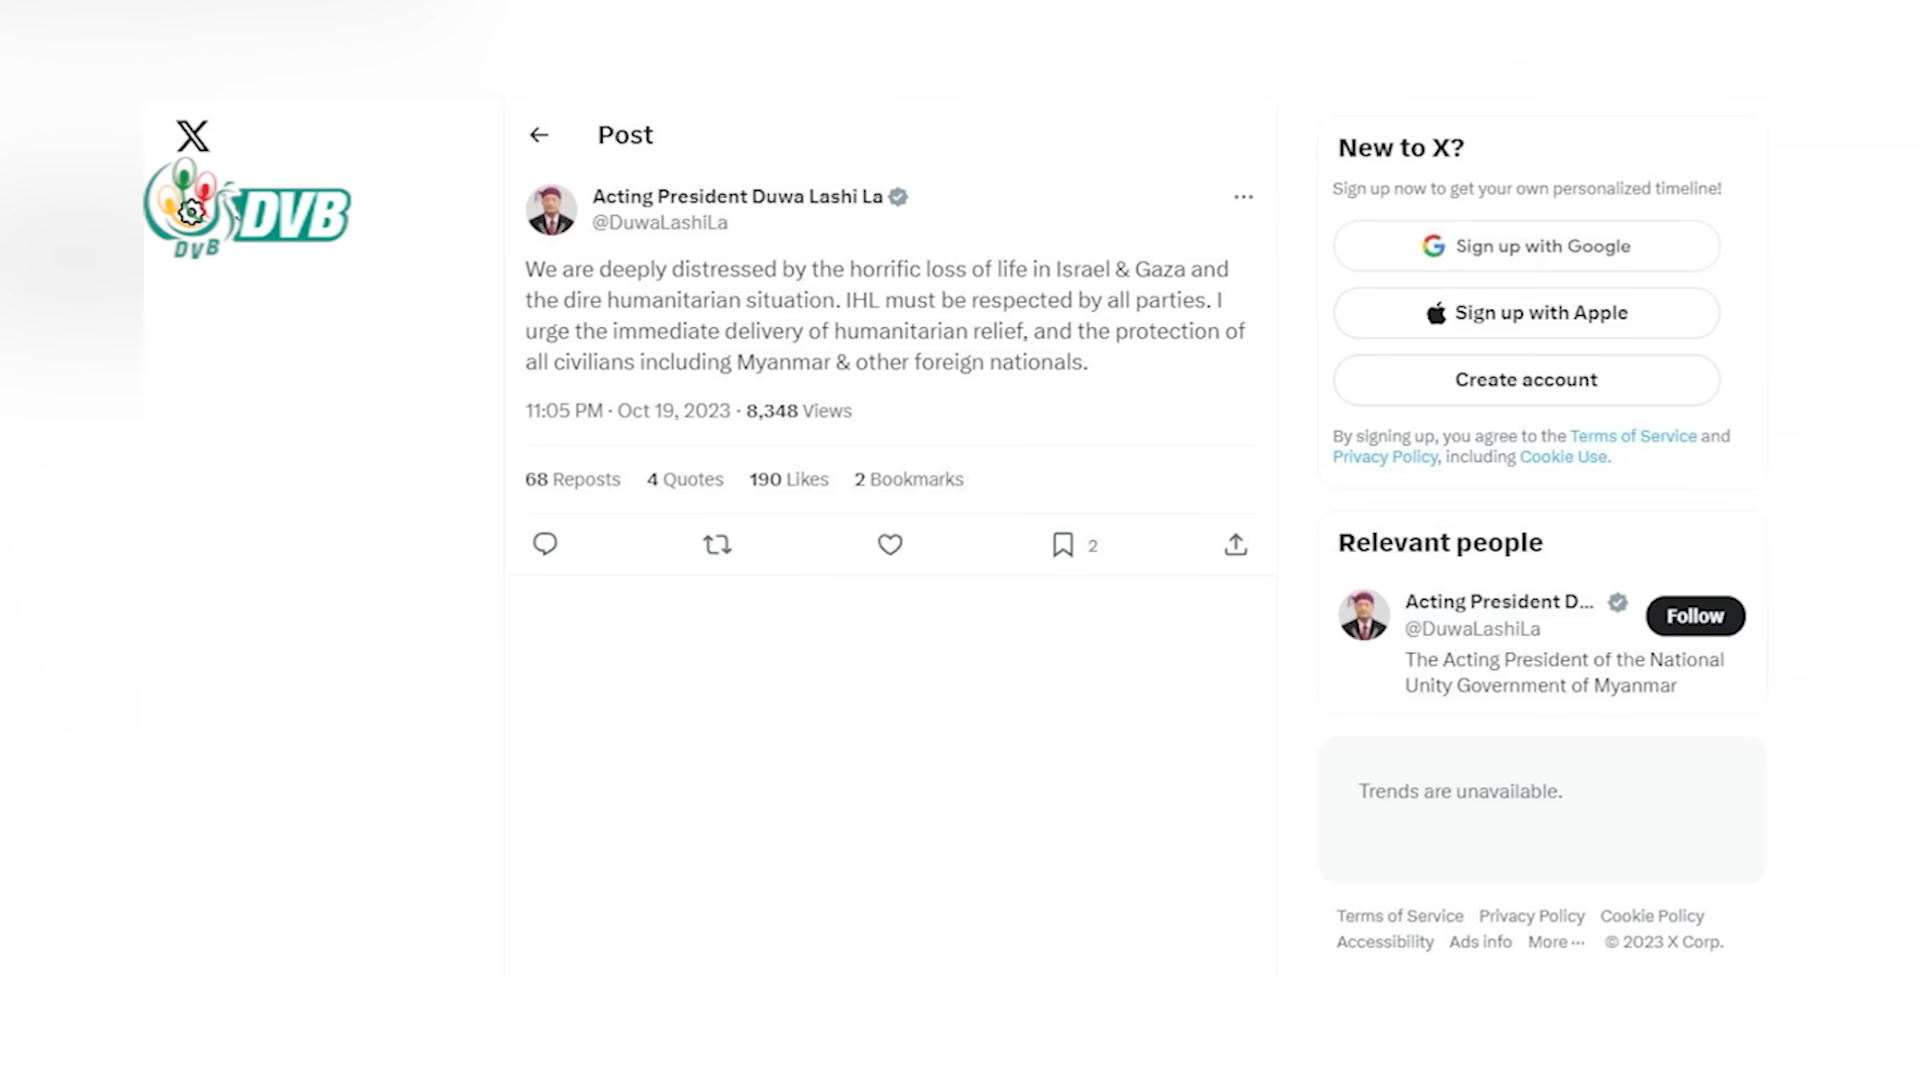 DVB
DVB
Post
Acting President Duwa Lashi La
@DuwaLashiLa
We are deeply distressed by the horrific loss of life in Israel & Gaza and
the dire humanitarian situation. IHL must be respected by all parties. I
urge the immediate delivery of humanitarian relief, and the protection of
all civilians including Myanmar & other foreign nationals.
11:05 PM · Oct 19, 2023 · 8,348 Views
68 Reposts 4 Quotes 190 Likes 2 Bookmarks
2
New to X?
Sign up now to get your own personalized timeline!
Sign up with Google
Sign up with Apple
Create account
By signing up, you agree to the Terms of Service and
Privacy Policy, including Cookie Use.
Relevant people
Acting President D...
@DuwaLashiLa
Follow
The Acting President of the National
Unity Government of Myanmar
Trends are unavailable.
Terms of Service Privacy Policy Cookie Policy
Accessibility Ads info More ··· © 2023 X Corp.